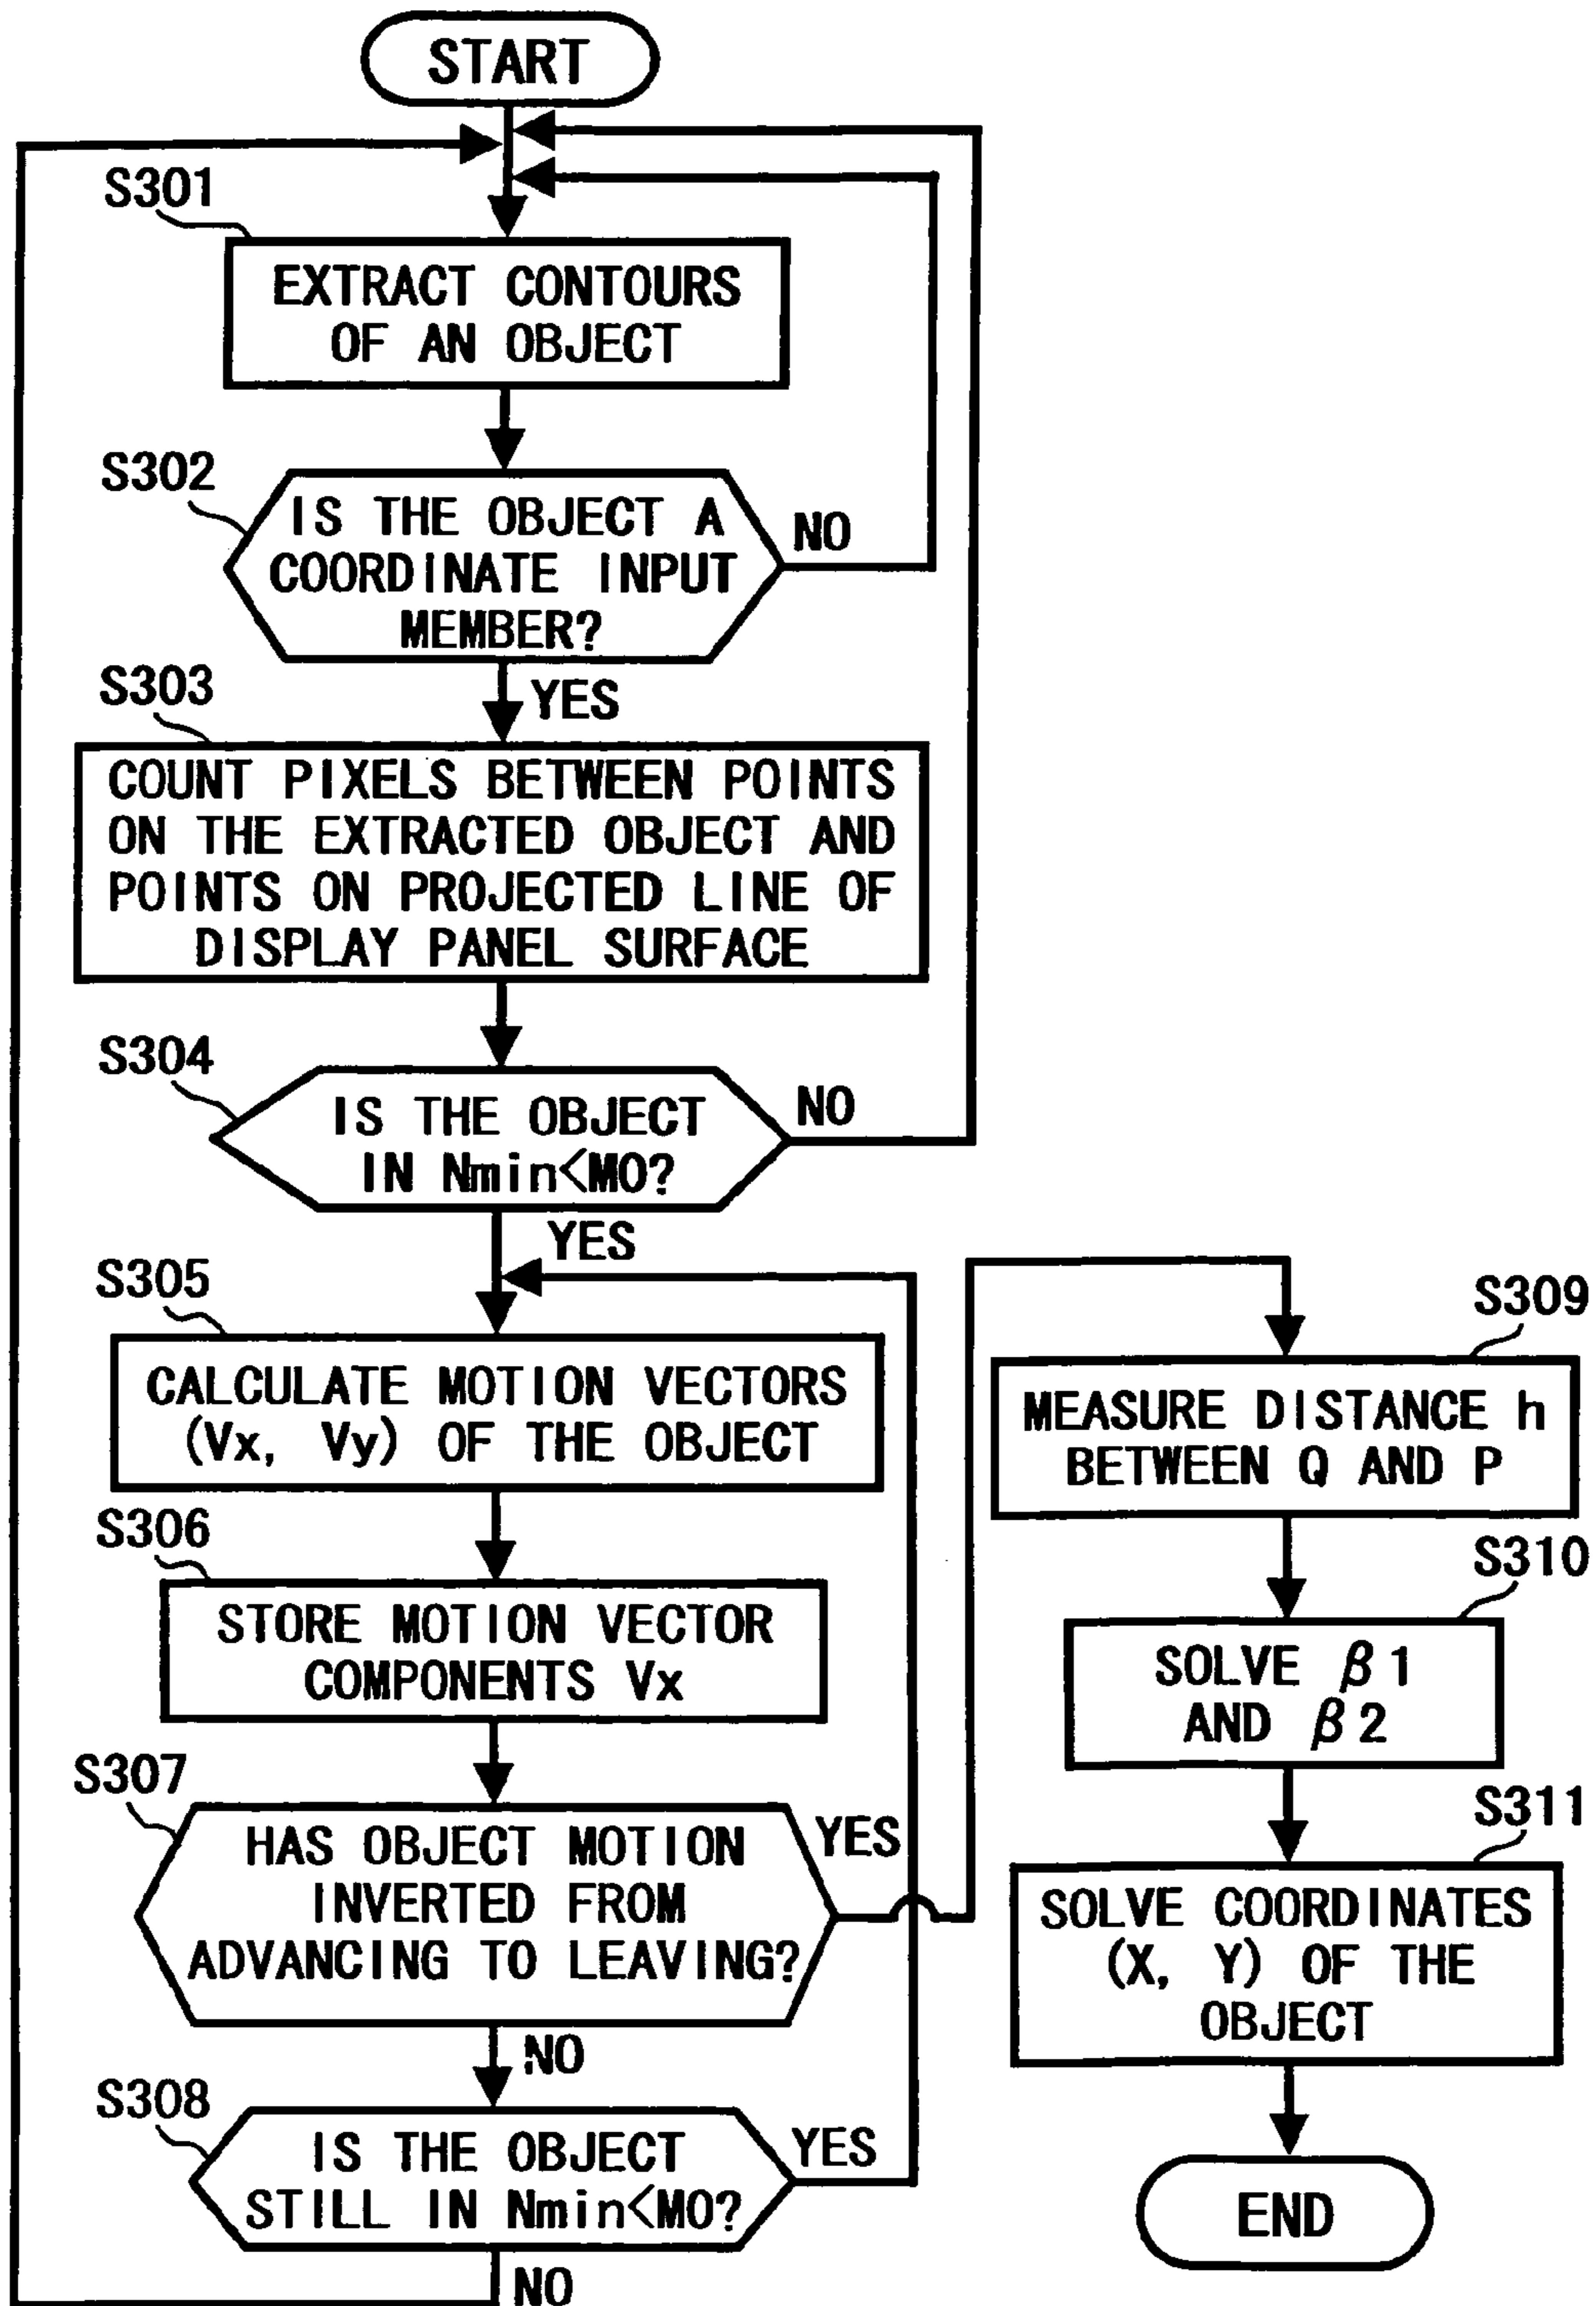 START
S301
EXTRACT CONTOURS
OF AN OBJECT
S302
IS THE OBJECT A
COORDINATE INPUT
MEMBER?
NO
YES
S303
COUNT PIXELS BETWEEN POINTS
ON THE EXTRACTED OBJECT AND
POINTS ON PROJECTED LINE OF
DISPLAY PANEL SURFACE
S304
IS THE OBJECT
IN Nmin<MO?
NO
YES
S305
CALCULATE MOTION VECTORS
(Vx, Vy) OF THE OBJECT
S306
STORE MOTION VECTOR
COMPONENTS Vx
S307
HAS OBJECT MOTION
INVERTED FROM
ADVANCING TO LEAVING?
YES
NO
S308
IS THE OBJECT
STILL IN Nmin<MO?
YES
NO
S309
MEASURE DISTANCE h
BETWEEN Q AND P
S310
SOLVE β1
AND β2
S311
SOLVE COORDINATES
(X, Y) OF THE
OBJECT
END